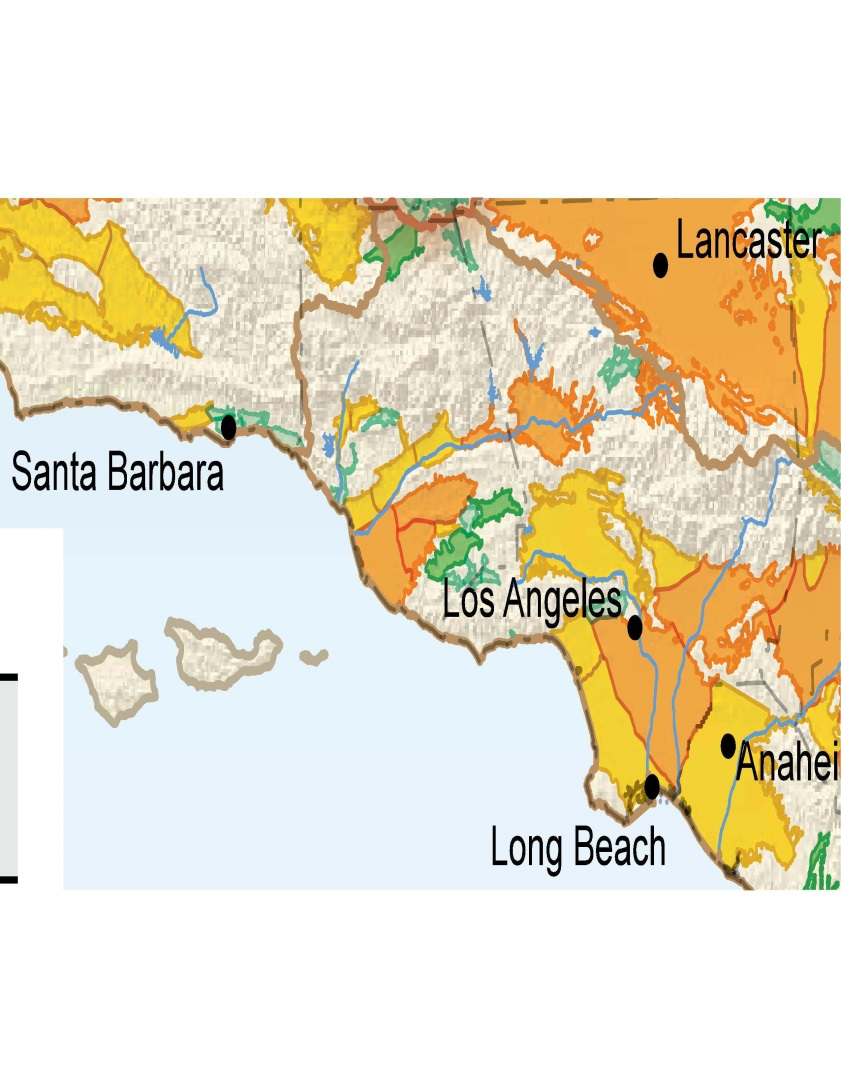 Lancaster
Santa Barbara
Los Angeles
Anahei
Long Beach